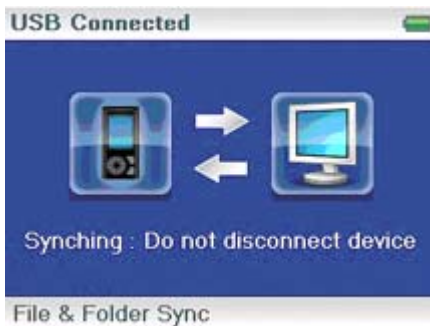 USB Connected
Synching : Do not disconnect device
File & Folder Sync